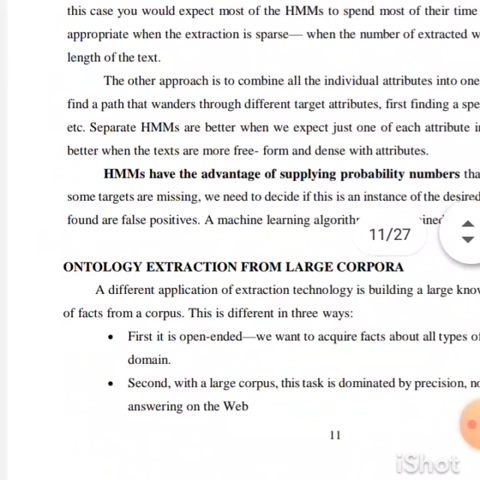 this case you would expect most of the HMMs to spend most of their time
appropriate when the extraction is sparse— when the number of extracted w
length of the text.
The other approach is to combine all the individual attributes into one
find a path that wanders through different target attributes, first finding a spe
etc. Separate HMMs are better when we expect just one of each attribute in
better when the texts are more free- form and dense with attributes.
HMMs have the advantage of supplying probability numbers tha
some targets are missing, we need to decide if this is an instance of the desired
found are false positives. A machine learning
11/27
ONTOLOGY EXTRACTION FROM LARGE CORPORA
A different application of extraction technology is building a large know
of facts from a corpus. This is different in three ways:
• First it is open-ended—we want to acquire facts about all types of
domain.
• Second, with a large corpus, this task is dominated by precision, no
answering on the Web
11
iShot